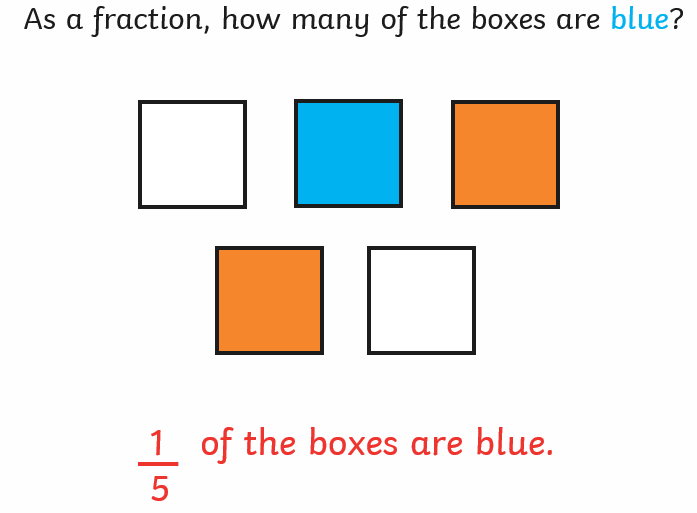 As a fraction, how many of the boxes are blue?
1
5
of the boxes are blue.